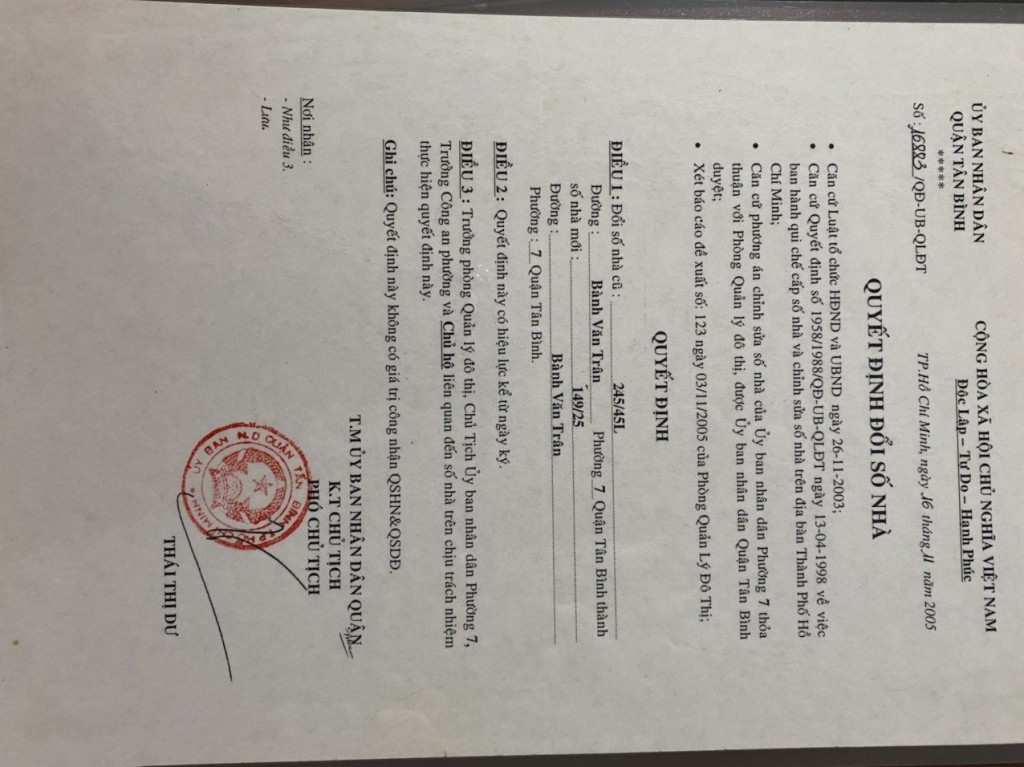 ỦY BAN NHÂN DÂN
QUẬN TÂN BÌNH
*****
Số : 16883 /QĐ-UB-QLĐT
CỘNG HÒA XÃ HỘI CHỦ NGHĨA VIỆT NAM
Độc Lập – Tự Do – Hạnh Phúc
TP.Hồ Chí Minh, ngày 16 tháng 11 năm 2005
QUYẾT ĐỊNH ĐỔI SỐ NHÀ
• Căn cứ Luật tổ chức HĐND và UBND ngày 26-11-2003;
• Căn cứ Quyết định số 1958/1988/QĐ-UB-QLĐT ngày 13-04-1998 về việc
ban hành qui chế cấp số nhà và chỉnh sửa số nhà trên địa bàn Thành Phố Hồ
Chí Minh;
• Căn cứ phương án chỉnh sửa số nhà của Ủy ban nhân dân Phường 7 thỏa
thuận với Phòng Quản lý đô thị, được Ủy ban nhân dân Quận Tân Bình
duyệt;
• Xét báo cáo đề xuất số: 123 ngày 03/11/2005 của Phòng Quản Lý Đô Thị;
QUYẾT ĐỊNH
ĐIỀU 1 : Đổi số nhà cũ : 245/45L
Đường : Bành Văn Trân Phường 7 Quận Tân Bình thành
số nhà mới : 149/25
Đường : Bành Văn Trân
Phường : 7 Quận Tân Bình.
ĐIỀU 2 : Quyết định này có hiệu lực kể từ ngày ký.
ĐIỀU 3 : Trưởng phòng Quản lý đô thị, Chủ Tịch Ủy ban nhân dân Phường 7,
Trưởng Công an phường và Chủ hộ liên quan đến số nhà trên chịu trách nhiệm
thực hiện quyết định này.
Ghi chú: Quyết định này không có giá trị công nhận QSHN&QSDĐ.
Nơi nhận :
- Như điều 3.
- Lưu.
T.M ỦY BAN NHÂN DÂN QUẬN
K.T CHỦ TỊCH
PHÓ CHỦ TỊCH
ỦY BAN N.D QUẬN TÂN BÌNH
THÁI THỊ DƯ